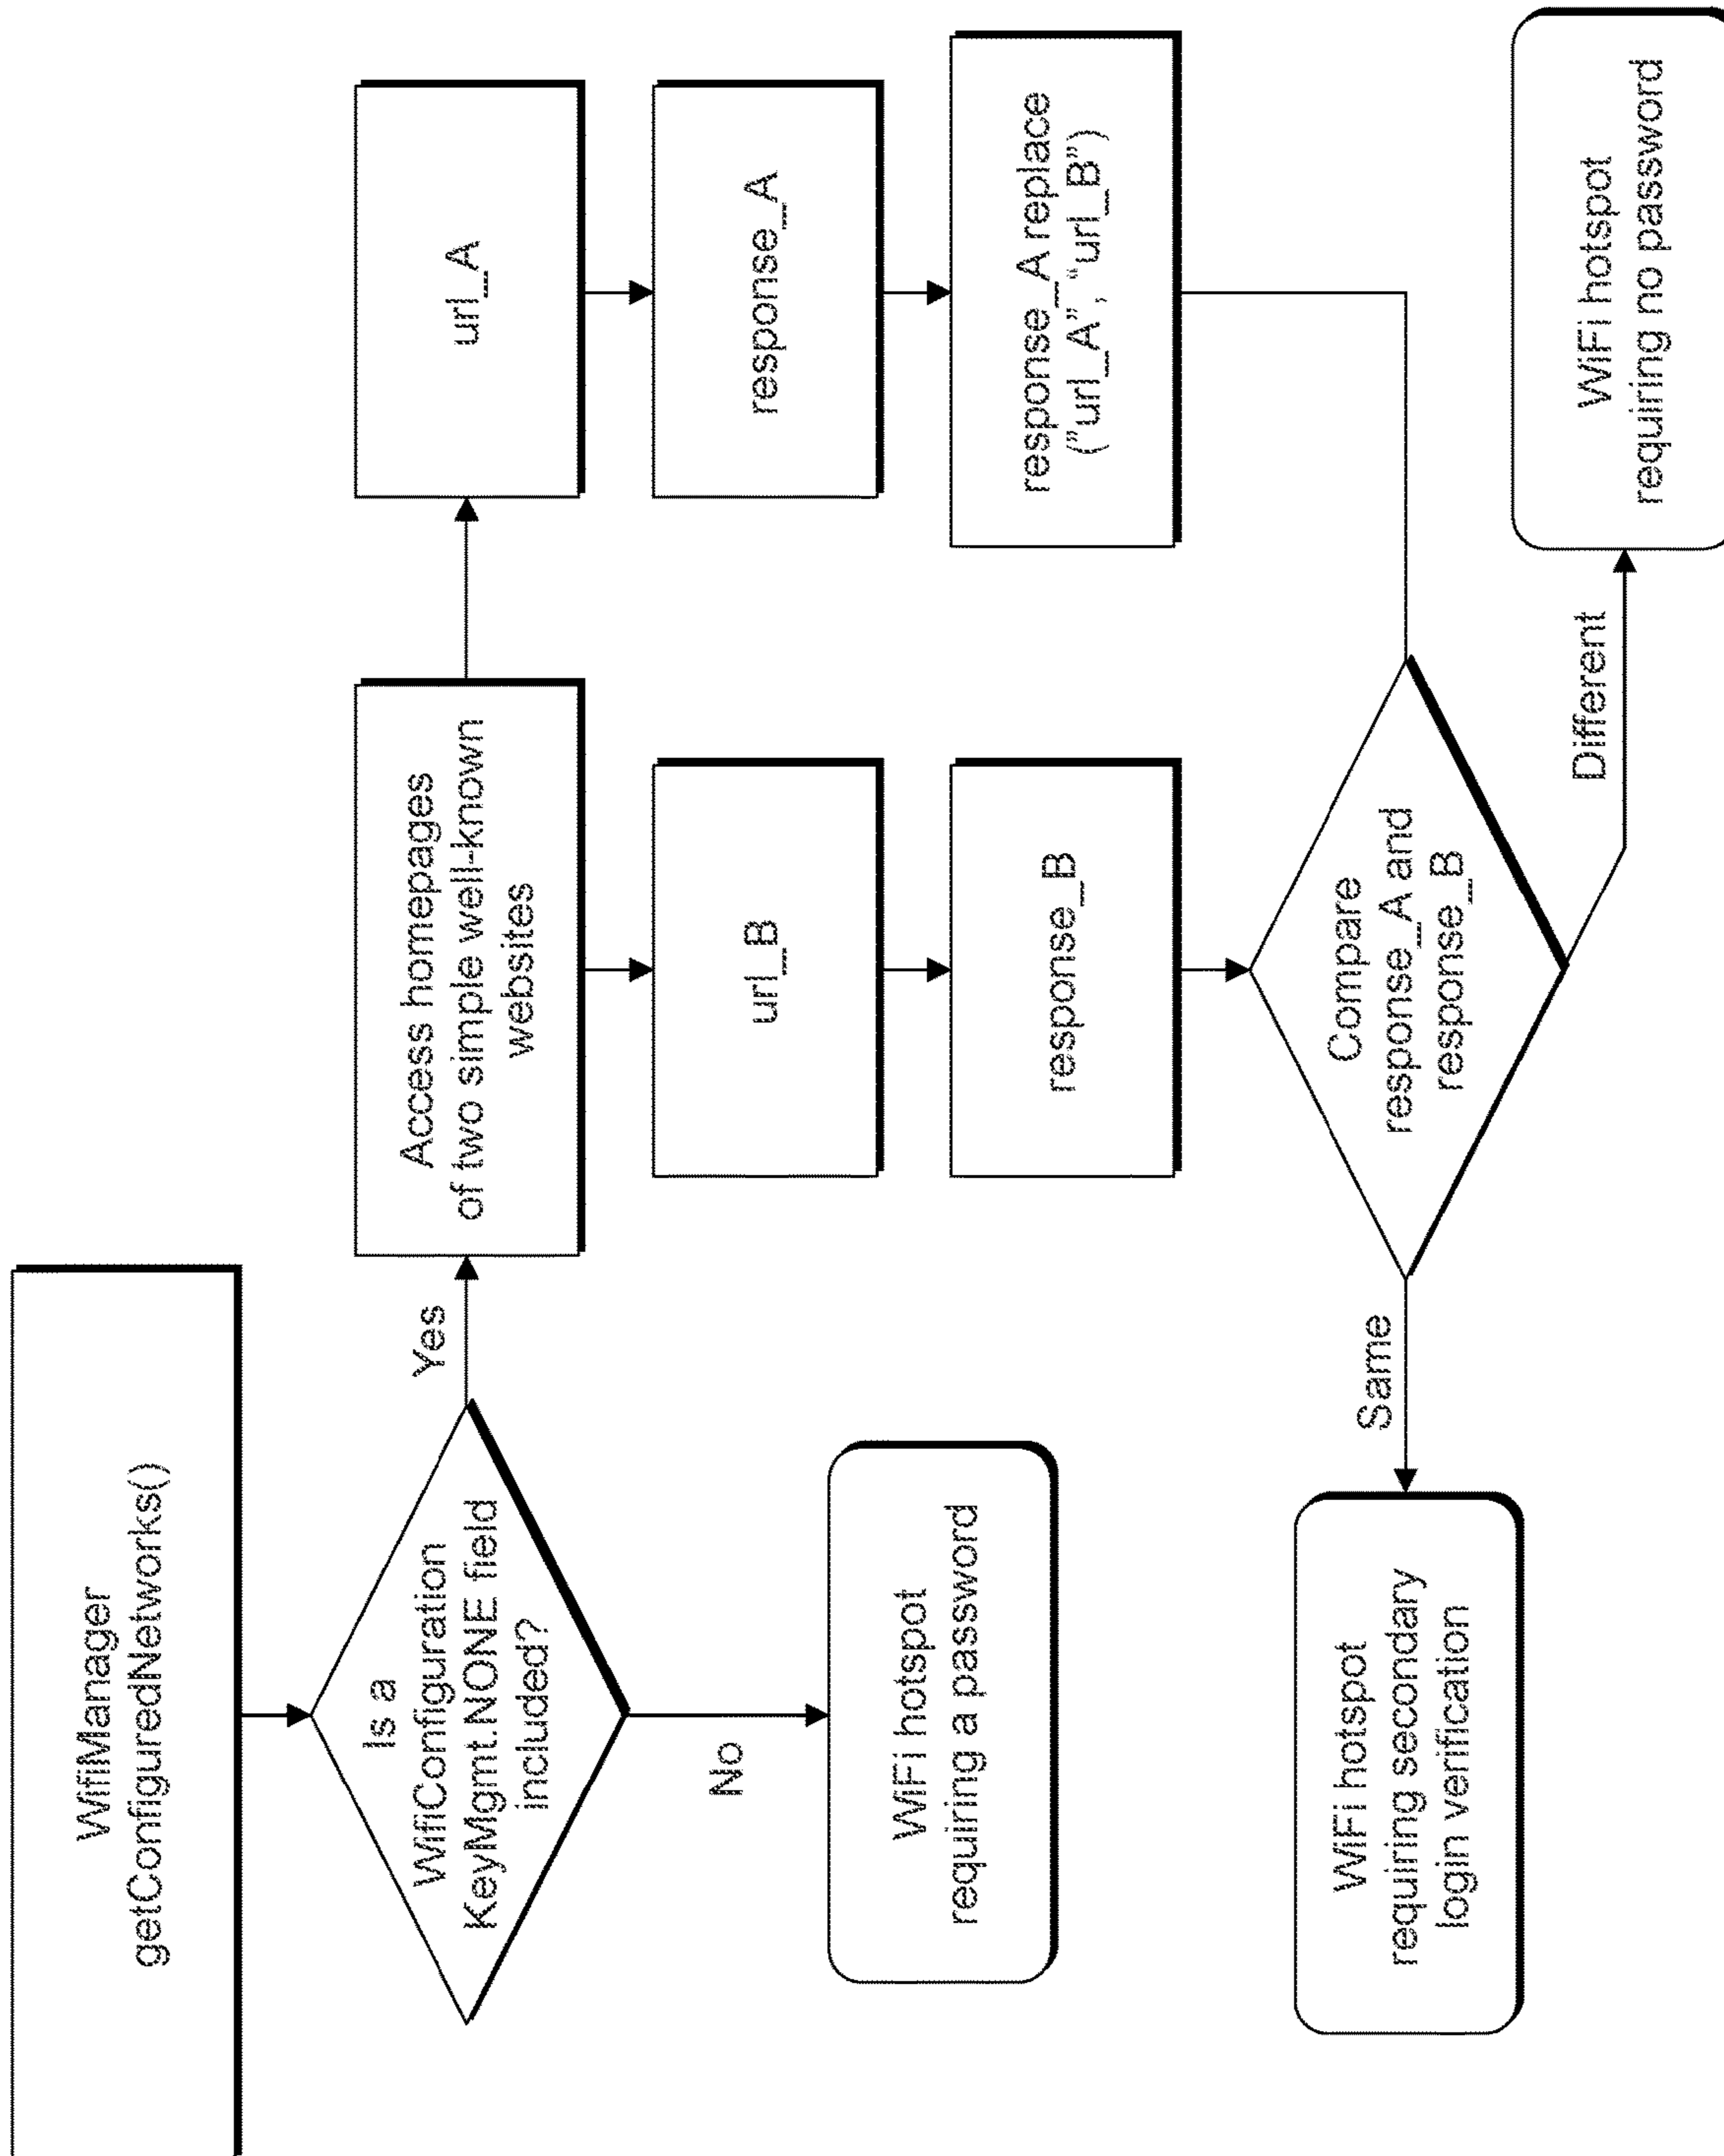 WifiManager
getConfiguredNetworks()
Is a
WifiConfiguration
KeyMgmt.NONE field
included?
Yes
No
WiFi hotspot
requiring a password
Access homepages
of two simple well-known
websites
url_A
response_A
response_A replace
("url_A", "url_B")
url_B
response_B
Compare
response_A and
response_B
Same
Different
WiFi hotspot
requiring secondary
login verification
WiFi hotspot
requiring no password